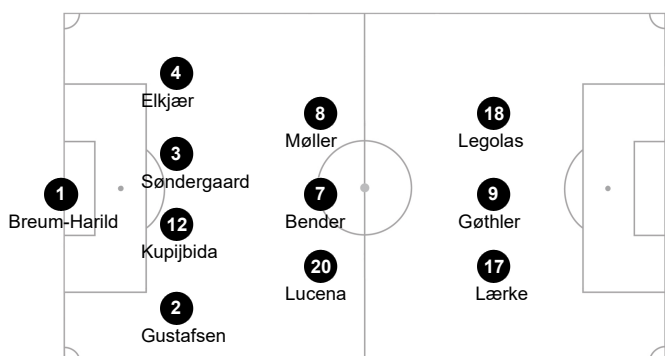 4
Elkjær
3
Søndergaard
1
Breum-Harild
12
Kupijbida
2
Gustafsen
8
Møller
7
Bender
20
Lucena
18
Legolas
9
Gøthler
17
Lærke